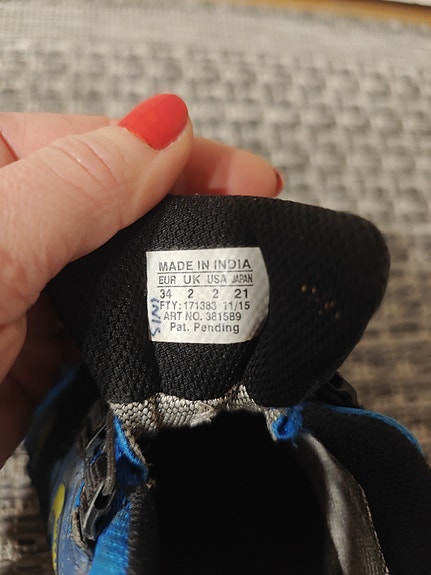 MADE IN INDIA
EUR UK USA JAPAN
34 2 2 21
FTY: 171383 11/15
ART NO. 381589
Pat. Pending